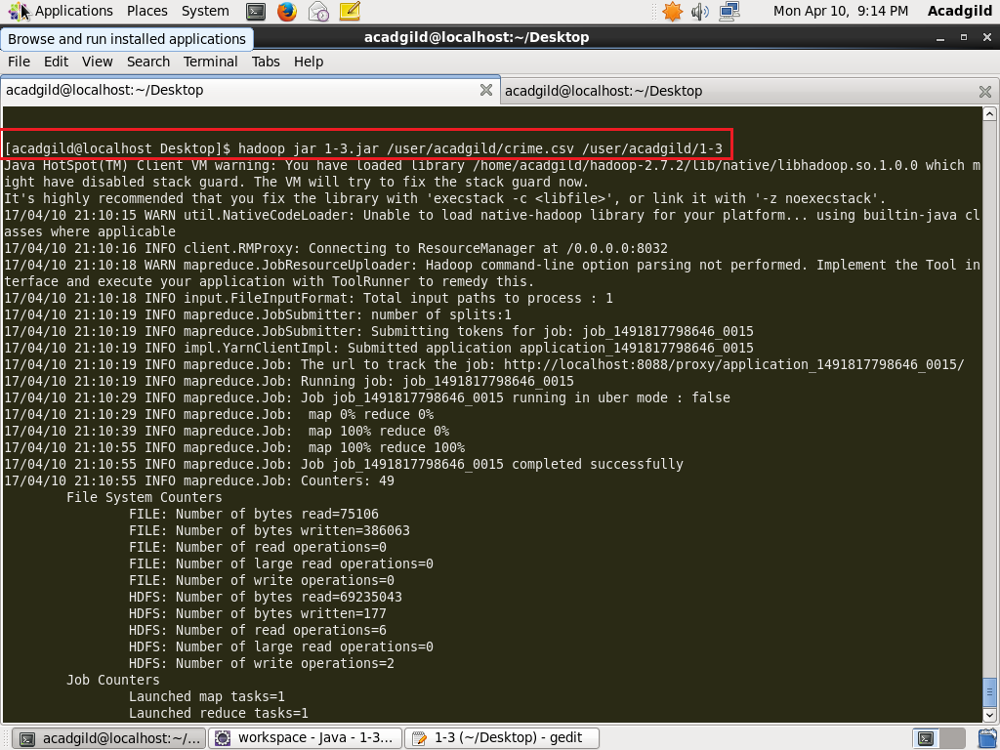 Applications Places System Mon Apr 10, 9:14 PM Acadgild
Browse and run installed applications
acadgild@localhost:~/Desktop
File Edit View Search Terminal Tabs Help
acadgild@localhost:~/Desktop acadgild@localhost:~/Desktop
[acadgild@localhost Desktop]$ hadoop jar 1-3.jar /user/acadgild/crime.csv /user/acadgild/1-3
Java HotSpot(TM) Client VM warning: You have loaded library /home/acadgild/hadoop-2.7.2/lib/native/libhadoop.so.1.0.0 which m
ight have disabled stack guard. The VM will try to fix the stack guard now.
It's highly recommended that you fix the library with 'execstack -c <libfile>', or link it with '-z noexecstack'.
17/04/10 21:10:15 WARN util.NativeCodeLoader: Unable to load native-hadoop library for your platform... using builtin-java cl
asses where applicable
17/04/10 21:10:16 INFO client.RMProxy: Connecting to ResourceManager at /0.0.0.0:8032
17/04/10 21:10:18 WARN mapreduce.JobResourceUploader: Hadoop command-line option parsing not performed. Implement the Tool in
terface and execute your application with ToolRunner to remedy this.
17/04/10 21:10:18 INFO input.FileInputFormat: Total input paths to process : 1
17/04/10 21:10:19 INFO mapreduce.JobSubmitter: number of splits:1
17/04/10 21:10:19 INFO mapreduce.JobSubmitter: Submitting tokens for job: job_1491817798646_0015
17/04/10 21:10:19 INFO impl.YarnClientImpl: Submitted application application_1491817798646_0015
17/04/10 21:10:19 INFO mapreduce.Job: The url to track the job: http://localhost:8088/proxy/application_1491817798646_0015/
17/04/10 21:10:19 INFO mapreduce.Job: Running job: job_1491817798646_0015
17/04/10 21:10:29 INFO mapreduce.Job: Job job_1491817798646_0015 running in uber mode : false
17/04/10 21:10:29 INFO mapreduce.Job:  map 0% reduce 0%
17/04/10 21:10:39 INFO mapreduce.Job:  map 100% reduce 0%
17/04/10 21:10:55 INFO mapreduce.Job:  map 100% reduce 100%
17/04/10 21:10:55 INFO mapreduce.Job: Job job_1491817798646_0015 completed successfully
17/04/10 21:10:55 INFO mapreduce.Job: Counters: 49
File System Counters
FILE: Number of bytes read=75106
FILE: Number of bytes written=386063
FILE: Number of read operations=0
FILE: Number of large read operations=0
FILE: Number of write operations=0
HDFS: Number of bytes read=69235043
HDFS: Number of bytes written=177
HDFS: Number of read operations=6
HDFS: Number of large read operations=0
HDFS: Number of write operations=2
Job Counters
Launched map tasks=1
Launched reduce tasks=1
acadgild@localhost:~/... workspace - Java - 1-3... 1-3 (~/Desktop) - gedit